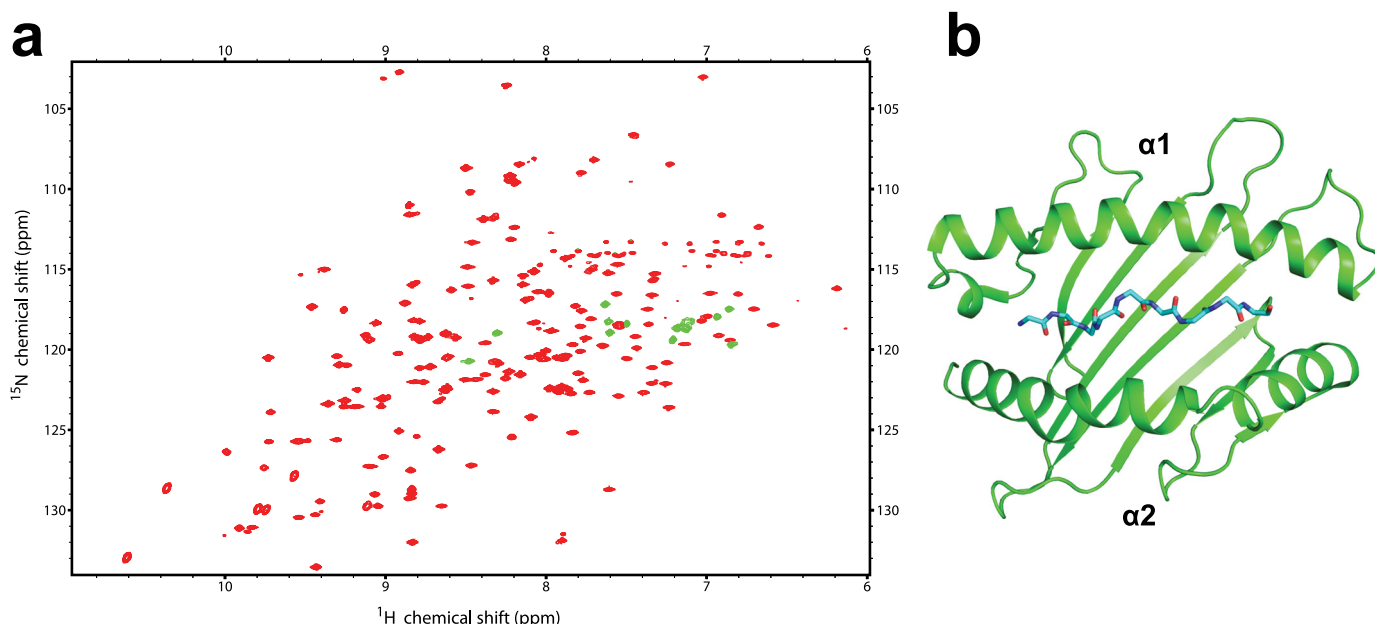 a
b
10 9 8 7 6
105 105
110 110
115 115
120 120
125 125
130 130
10 9 8 7 6
15N chemical shift (ppm)
1H chemical shift (ppm)
α1
α2